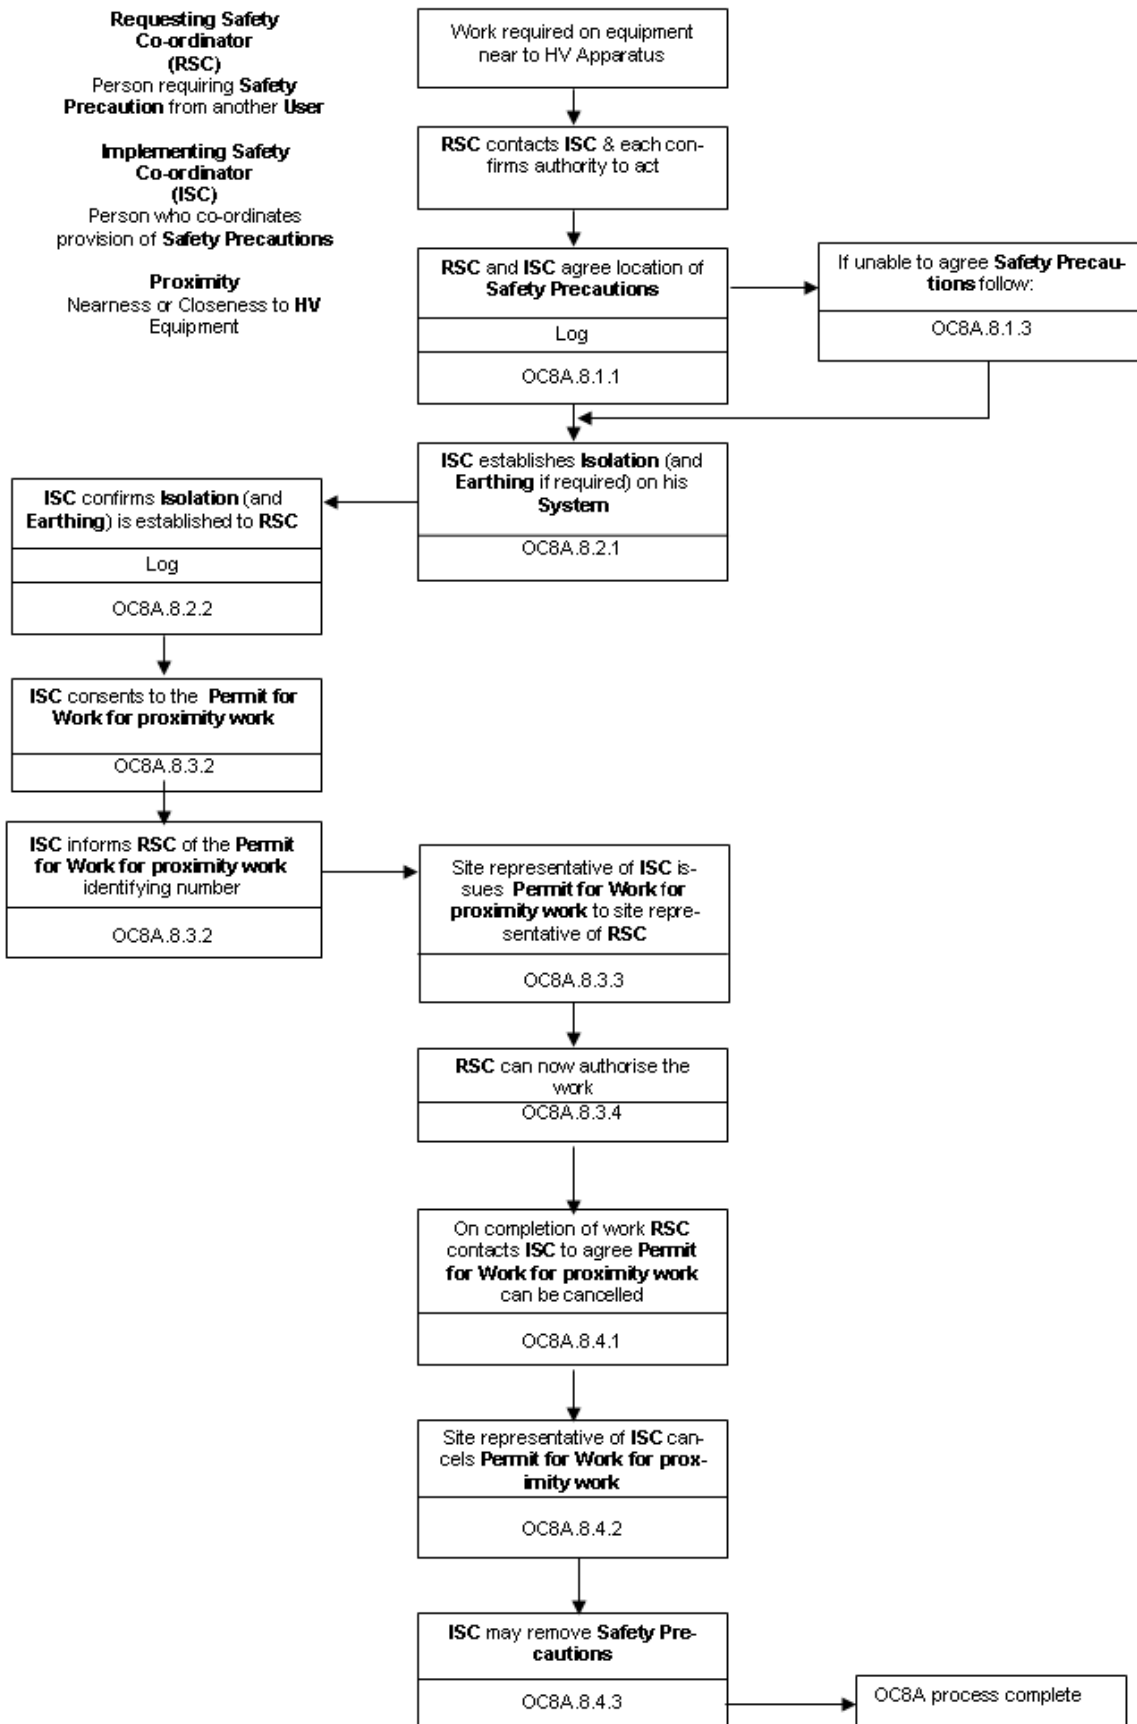 Requesting Safety
Co-ordinator
(RSC)
Person requiring Safety
Precaution from another User
Implementing Safety
Co-ordinator
(ISC)
Person who co-ordinates
provision of Safety Precautions
Proximity
Nearness or Closeness to HV
Equipment
Work required on equipment
near to HV Apparatus
RSC contacts ISC & each con-
firms authority to act
RSC and ISC agree location of
Safety Precautions
Log
OC8A.8.1.1
If unable to agree Safety Precau-
tions follow:
OC8A.8.1.3
ISC establishes Isolation (and
Earthing if required) on his
System
OC8A.8.2.1
ISC confirms Isolation (and
Earthing) is established to RSC
Log
OC8A.8.2.2
ISC consents to the Permit for
Work for proximity work
OC8A.8.3.2
ISC informs RSC of the Permit
for Work for proximity work
identifying number
OC8A.8.3.2
Site representative of ISC is-
sues Permit for Work for
proximity work to site repre-
sentative of RSC
OC8A.8.3.3
RSC can now authorise the
work
OC8A.8.3.4
On completion of work RSC
contacts ISC to agree Permit
for Work for proximity work
can be cancelled
OC8A.8.4.1
Site representative of ISC can-
cels Permit for Work for prox-
imity work
OC8A.8.4.2
ISC may remove Safety Pre-
cautions
OC8A.8.4.3
OC8A process complete